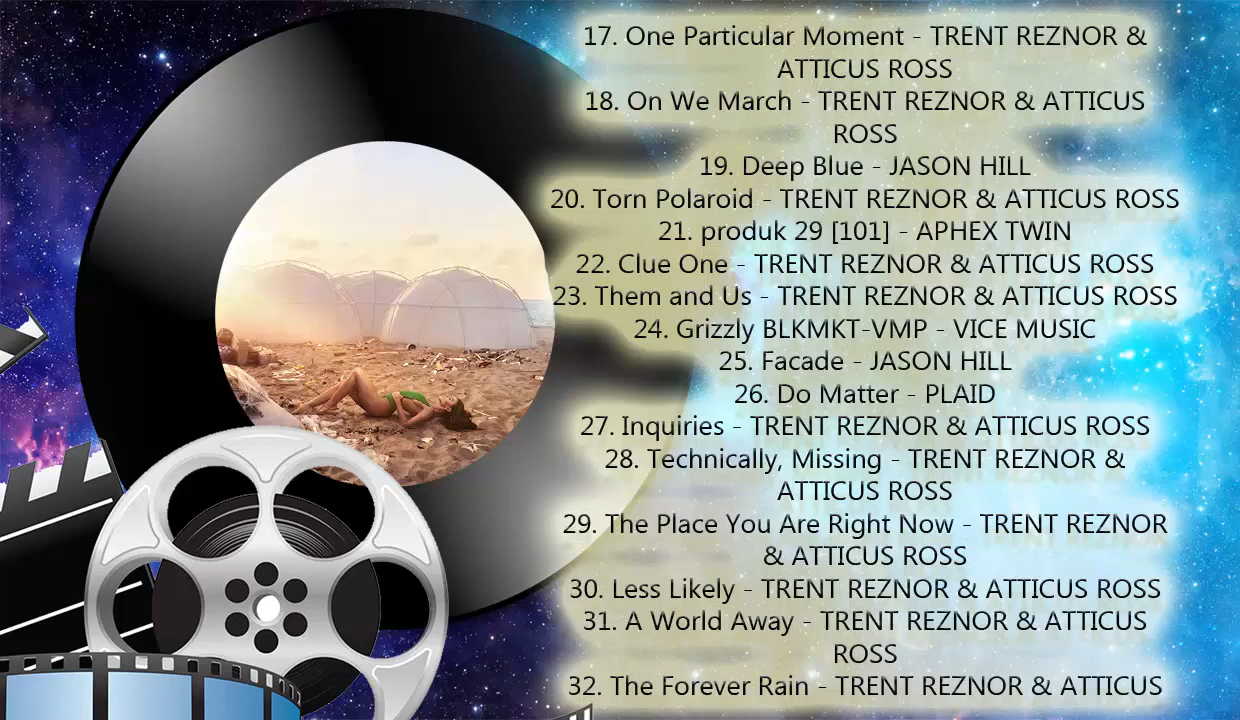 17. One Particular Moment - TRENT REZNOR &
ATTICUS ROSS
18. On We March - TRENT REZNOR & ATTICUS
ROSS
19. Deep Blue - JASON HILL
20. Torn Polaroid - TRENT REZNOR & ATTICUS ROSS
21. produk 29 [101] - APHEX TWIN
22. Clue One - TRENT REZNOR & ATTICUS ROSS
23. Them and Us - TRENT REZNOR & ATTICUS ROSS
24. Grizzly BLKMKT-VMP - VICE MUSIC
25. Facade - JASON HILL
26. Do Matter - PLAID
27. Inquiries - TRENT REZNOR & ATTICUS ROSS
28. Technically, Missing - TRENT REZNOR &
ATTICUS ROSS
29. The Place You Are Right Now - TRENT REZNOR
& ATTICUS ROSS
30. Less Likely - TRENT REZNOR & ATTICUS ROSS
31. A World Away - TRENT REZNOR & ATTICUS
ROSS
32. The Forever Rain - TRENT REZNOR & ATTICUS